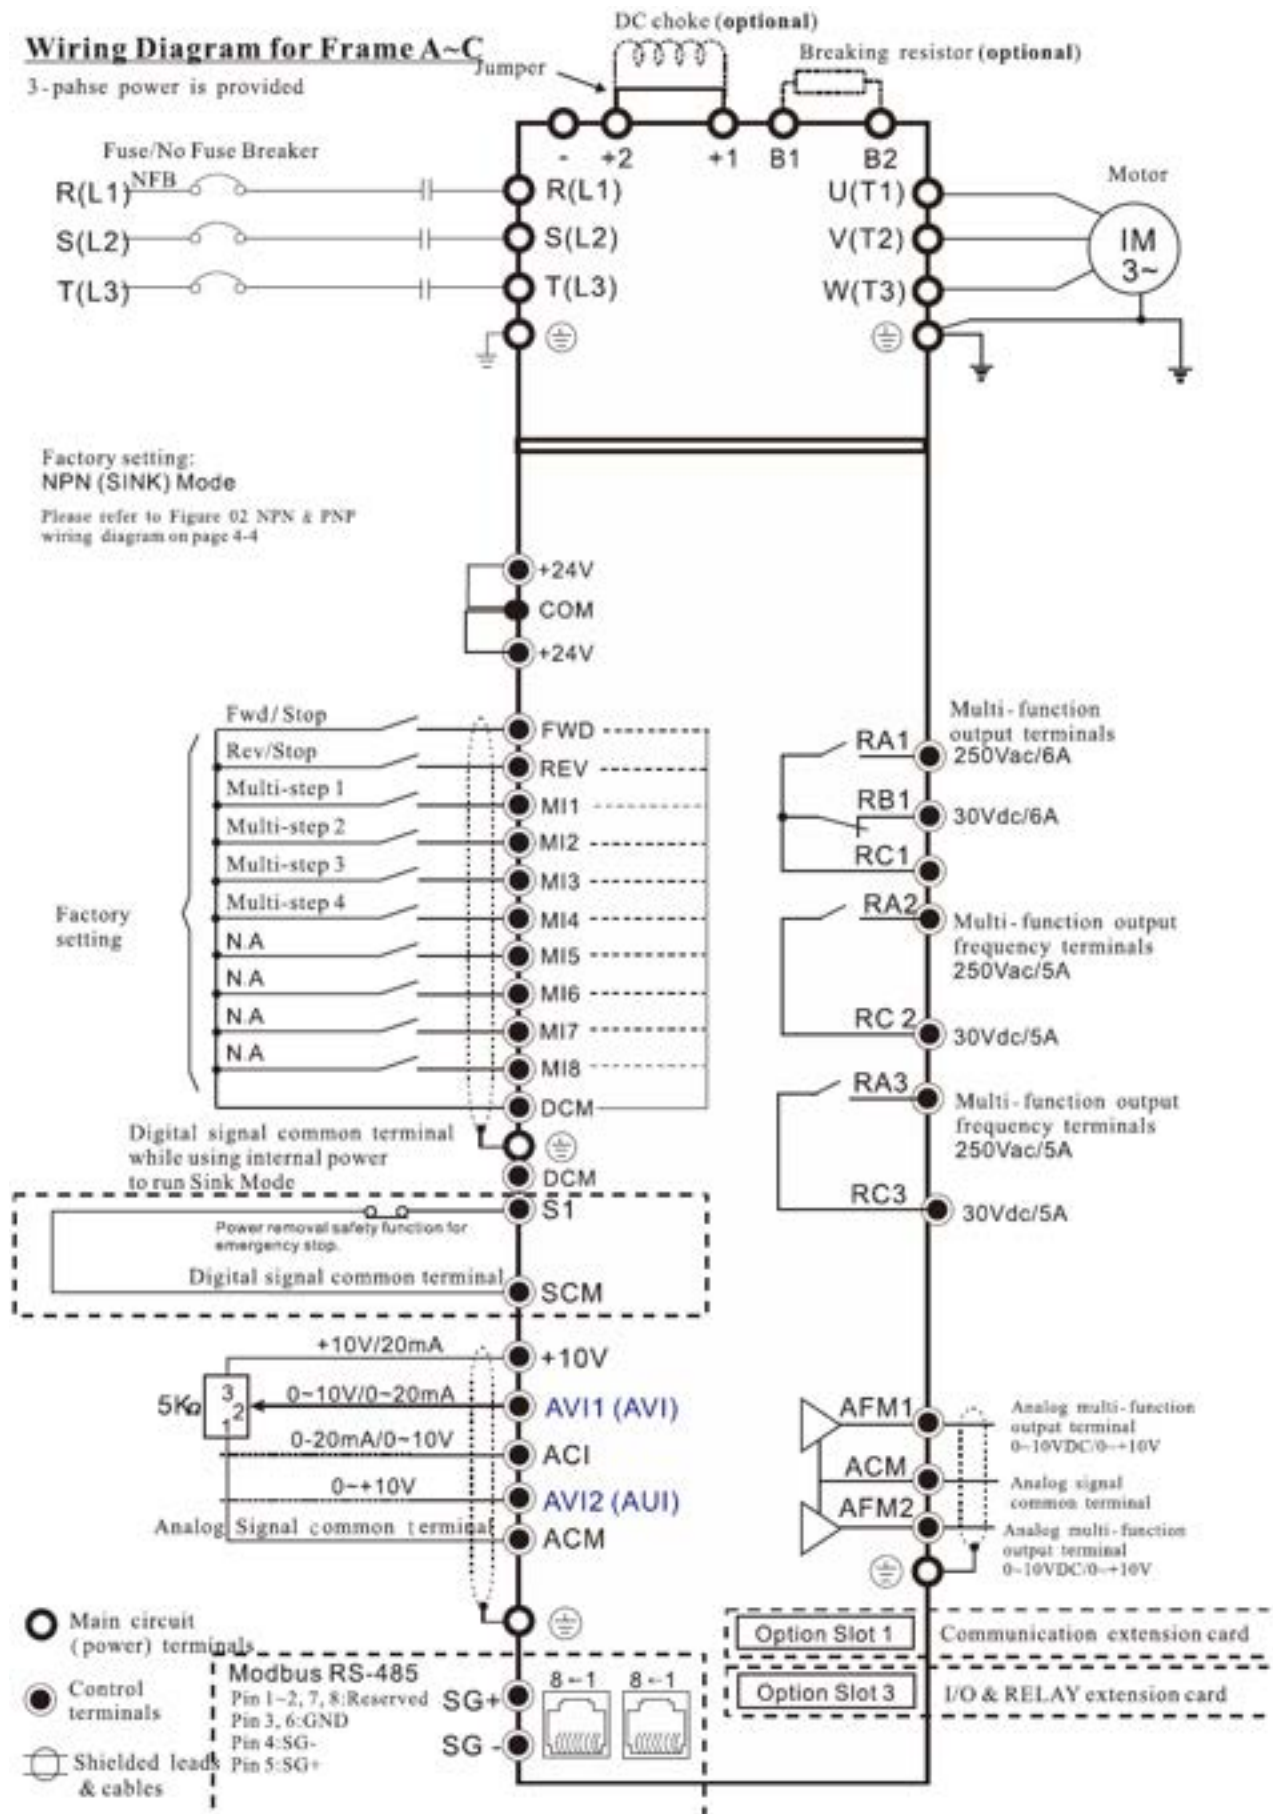 DC choke (optional)
Wiring Diagram for Frame A~C
Jumper
Breaking resistor (optional)
3-pahse power is provided
- +2 +1 B1 B2
Fuse/No Fuse Breaker
Motor
R(L1) NFB R(L1) U(T1)
S(L2) S(L2) V(T2) IM
3~
T(L3) T(L3) W(T3)
Factory setting:
NPN (SINK) Mode
Please refer to Figure 02 NPN & PNP
wiring diagram on page 4-4
+24V
COM
+24V
Fwd/Stop FWD
Rev/Stop REV
Multi-step 1 MI1
Multi-step 2 MI2
Multi-step 3 MI3
Multi-step 4 MI4
N.A MI5
N.A MI6
N.A MI7
N.A MI8
DCM
Factory
setting
Multi-function
output terminals
RA1 250Vac/6A
RB1 30Vdc/6A
RC1
RA2 Multi-function output
frequency terminals
250Vac/5A
RC 2 30Vdc/5A
RA3 Multi-function output
frequency terminals
250Vac/5A
RC3 30Vdc/5A
Digital signal common terminal
while using internal power
to run Sink Mode
DCM
S1
Power removal safety function for
emergency stop.
Digital signal common terminal
SCM
+10V/20mA +10V
5KΩ 3 2 1
0~10V/0~20mA AVI1 (AVI)
0-20mA/0~10V ACI
0~+10V AVI2 (AUI)
Analog Signal common terminal ACM
AFM1 Analog multi-function
output terminal
0~10VDC/0~+10V
ACM Analog signal
common terminal
AFM2 Analog multi-function
output terminal
0~10VDC/0~+10V
Main circuit
(power) terminals
Control
terminals
Shielded leads
& cables
Modbus RS-485
Pin 1~2, 7, 8:Reserved
Pin 3, 6:GND
Pin 4:SG-
Pin 5:SG+
SG+
SG -
8←1 8←1
Option Slot 1 Communication extension card
Option Slot 3 I/O & RELAY extension card